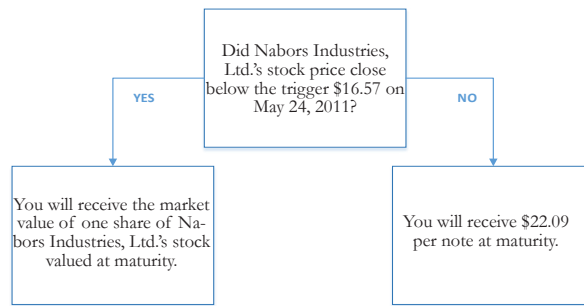 Did Nabors Industries,
Ltd.’s stock price close
below the trigger $16.57 on
May 24, 2011?
YES
NO
You will receive the market
value of one share of Na-
bors Industries, Ltd.’s stock
valued at maturity.
You will receive $22.09
per note at maturity.